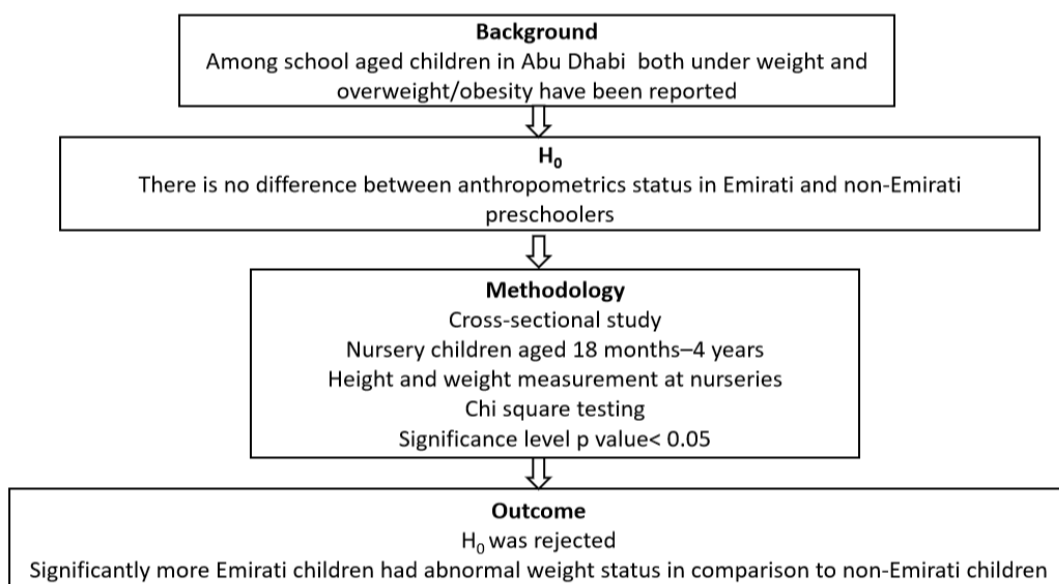 Background
Among school aged children in Abu Dhabi both under weight and
overweight/obesity have been reported
H₀
There is no difference between anthropometrics status in Emirati and non-Emirati
preschoolers
Methodology
Cross-sectional study
Nursery children aged 18 months–4 years
Height and weight measurement at nurseries
Chi square testing
Significance level p value< 0.05
Outcome
H₀ was rejected
Significantly more Emirati children had abnormal weight status in comparison to non-Emirati children